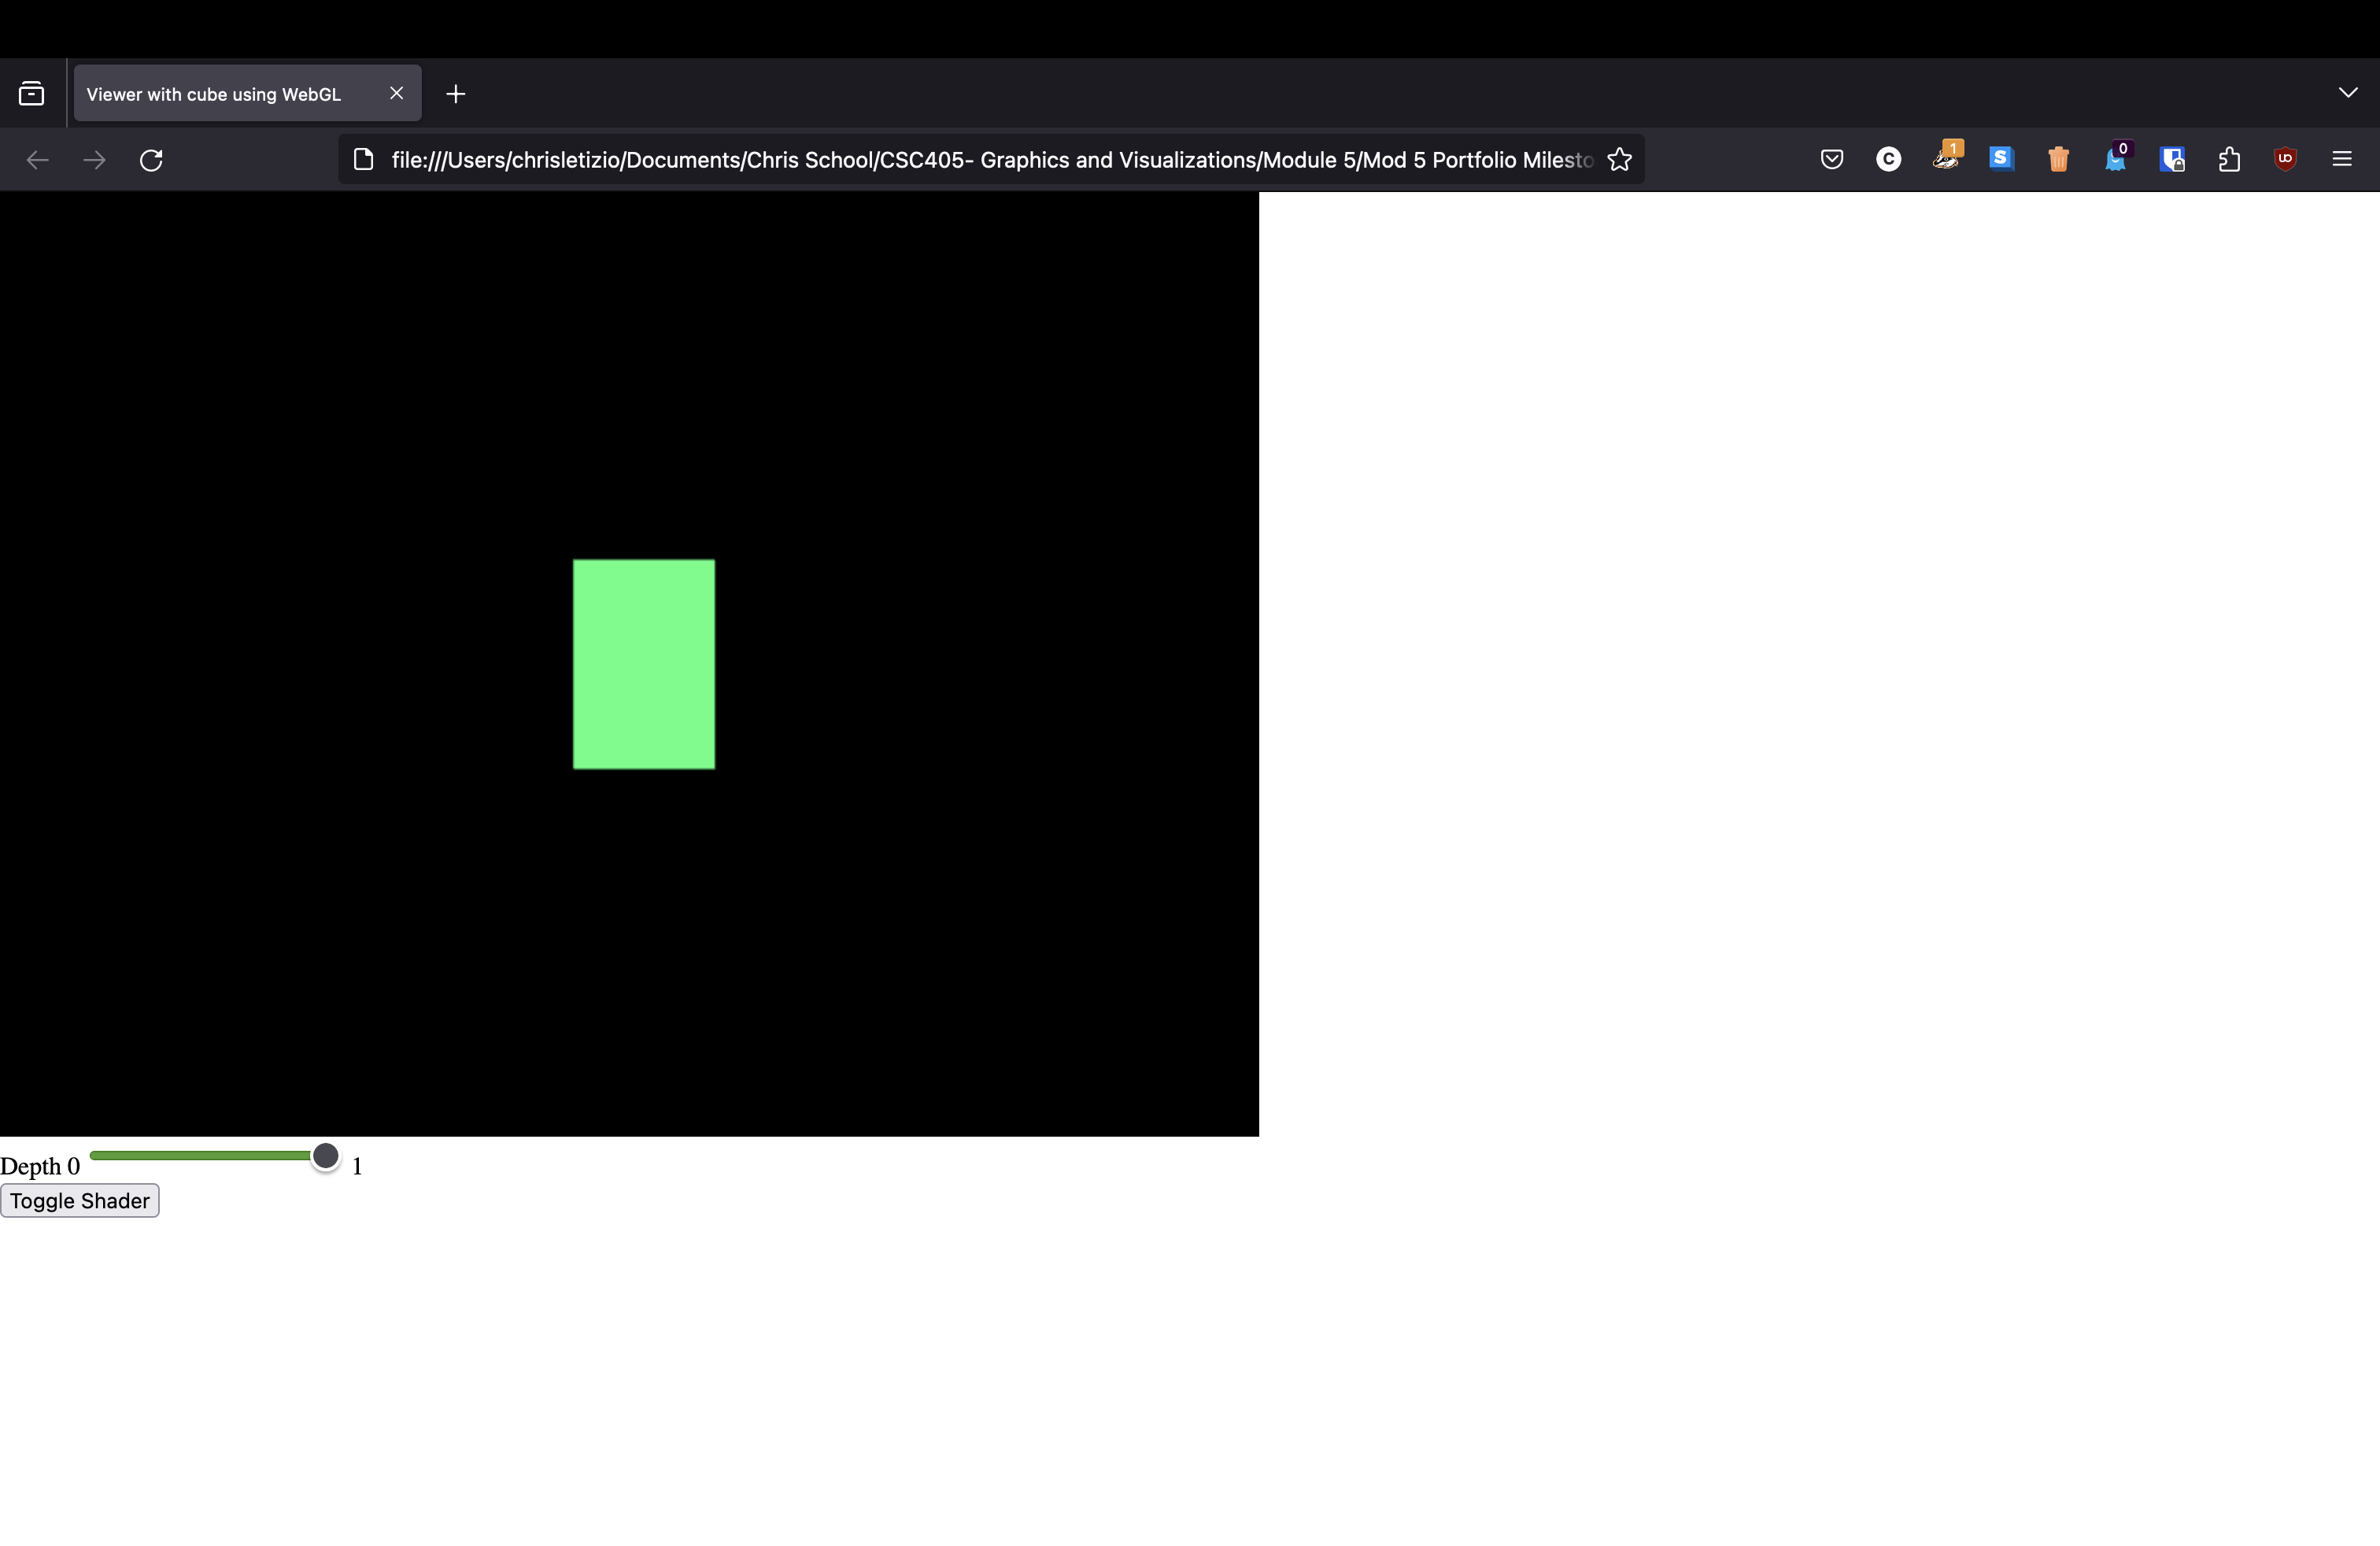 Viewer with cube using WebGL
file:///Users/chrisletizio/Documents/Chris School/CSC405- Graphics and Visualizations/Module 5/Mod 5 Portfolio Milesto
C 1 S 0 uo
Depth 0 1
Toggle Shader